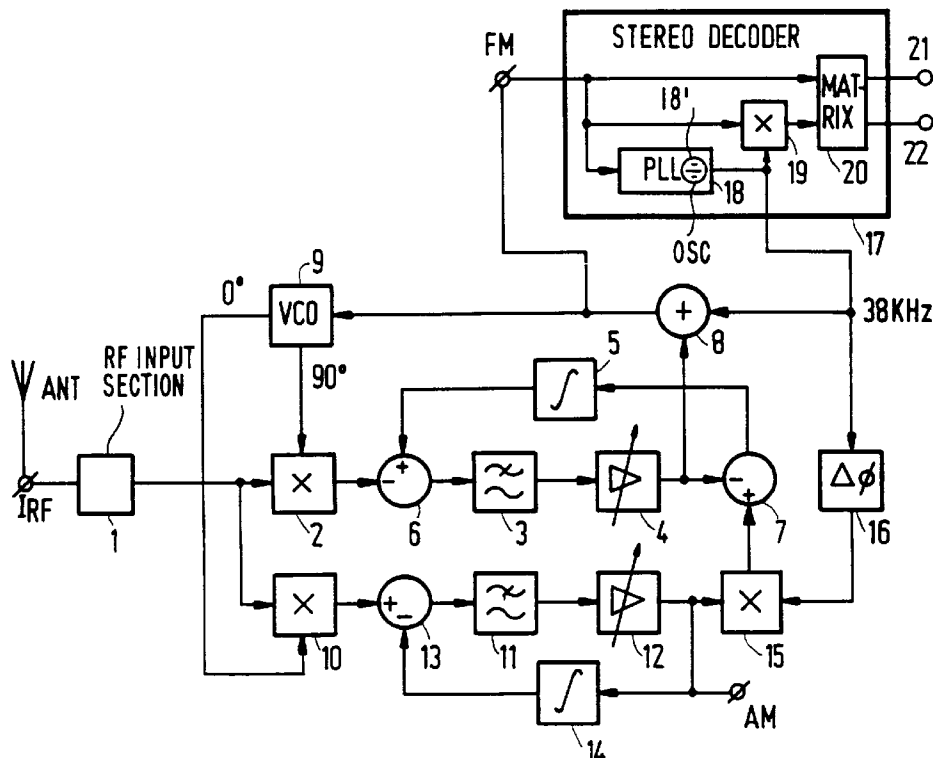 STEREO DECODER
21
FM
18'
MAT-
RIX
×
22
PLL
18
19
20
OSC
17
9
0°
VCO
+
38KHz
8
5
RF INPUT
SECTION
90°
∫
ANT
+
-
-
+
Δφ
×
IRF
1
2
6
3
4
7
16
×
+
-
×
10
13
11
12
15
∫
AM
14